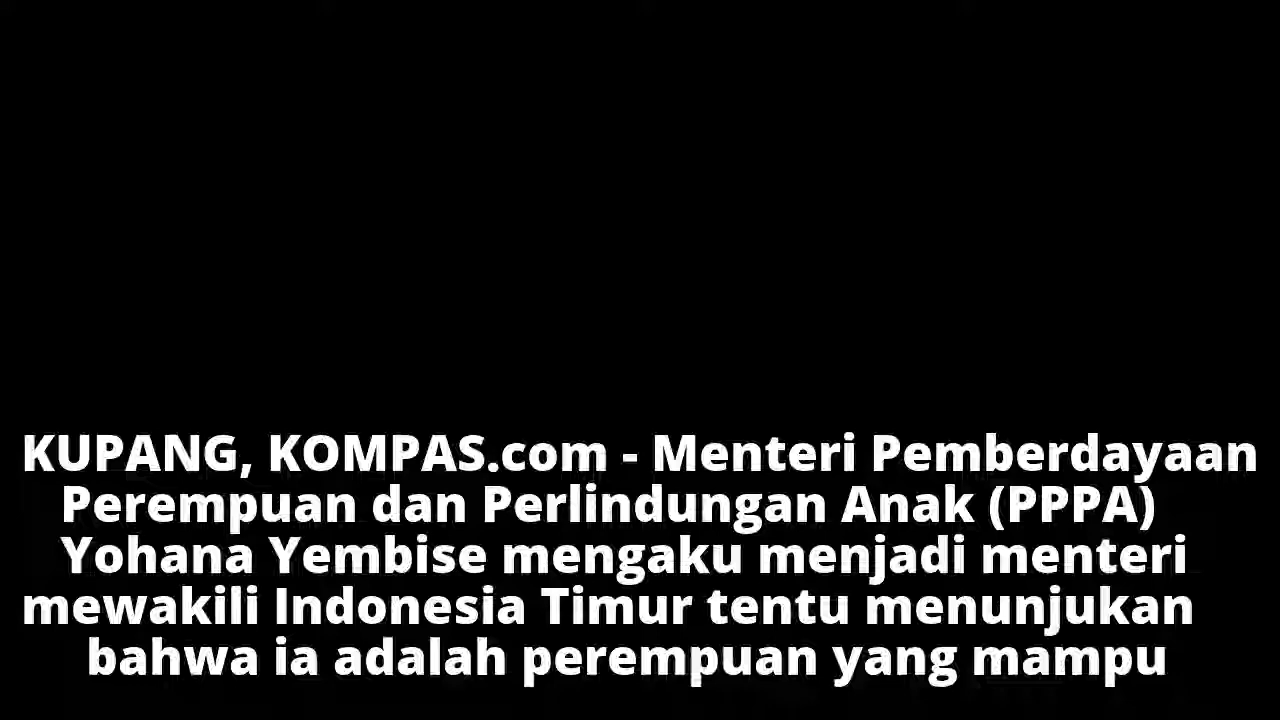 KUPANG, KOMPAS.com - Menteri Pemberdayaan
Perempuan dan Perlindungan Anak (PPPA)
Yohana Yembise mengaku menjadi menteri
mewakili Indonesia Timur tentu menunjukan
bahwa ia adalah perempuan yang mampu